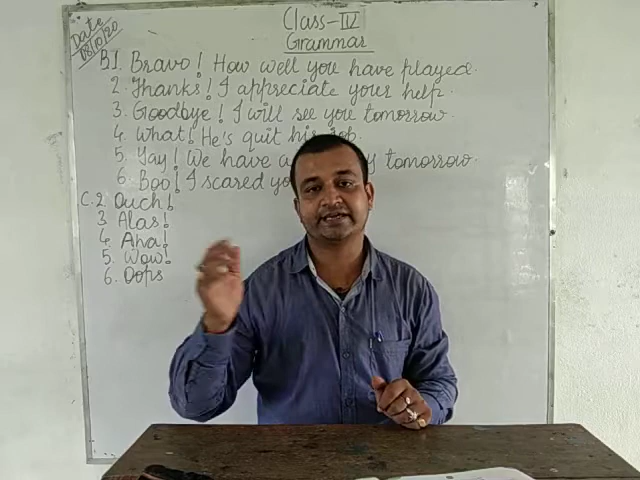 Date
08/10/20
Class-IV
Grammar
B.1. Bravo! How well you have played.
2. Thanks! I appreciate your help.
3. Goodbye! I will see you tomorrow.
4. What! He's quit his job.
5. Yay! We have a tomorrow.
6. Boo! I scared
C.2 Ouch!
3 Alas!
4. Aha!
5. Wow!
6. Oops